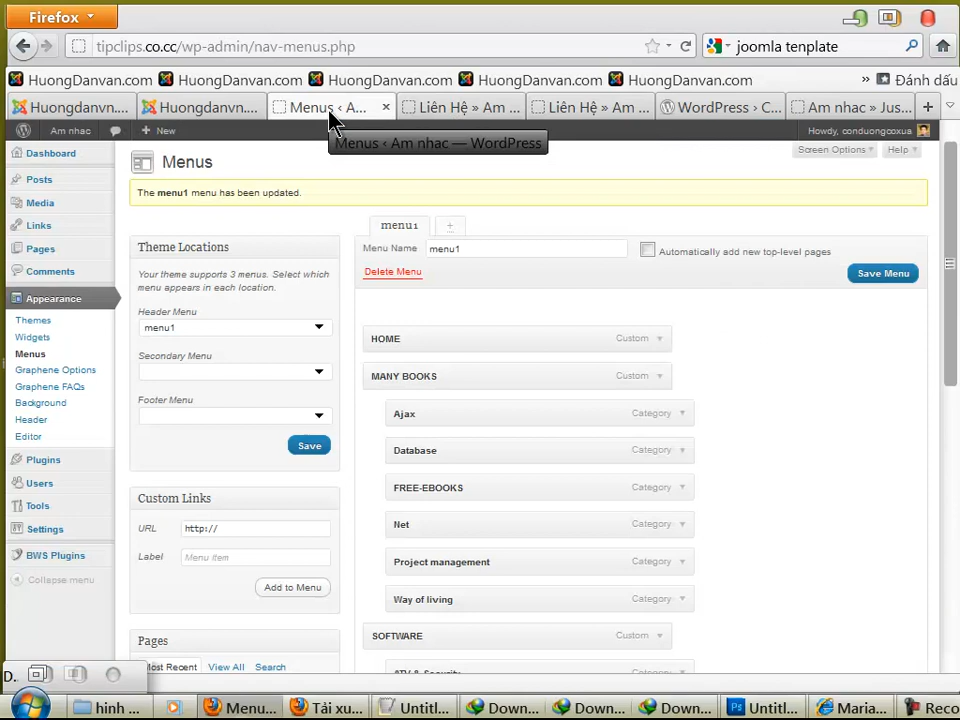 Firefox
tipclips.co.cc/wp-admin/nav-menus.php
joomla tenplate
HuongDanvan.com HuongDanvan.com HuongDanvan.com HuongDanvan.com HuongDanvan.com » Đánh dấu
Huongdanvn.... Huongdanvn.... Menus ‹ A... × Liên Hệ » Am ... Liên Hệ » Am ... WordPress › C... Am nhac » Jus... +
Am nhac + New Howdy, conduongcoxua
Menus ‹ Am nhac — WordPress
Screen Options Help
Menus
The menu1 menu has been updated.
Dashboard
Posts
Media
Links
Pages
Comments
Appearance
Themes
Widgets
Menus
Graphene Options
Graphene FAQs
Background
Header
Editor
Plugins
Users
Tools
Settings
BWS Plugins
Collapse menu
Theme Locations
Your theme supports 3 menus. Select which
menu appears in each location.
Header Menu
menu1
Secondary Menu
Footer Menu
Save
Custom Links
URL http://
Label Menu Item
Add to Menu
Pages
Most Recent View All Search
menu1 +
Menu Name menu1 Automatically add new top-level pages
Delete Menu Save Menu
HOME Custom
MANY BOOKS Custom
Ajax Category
Database Category
FREE-EBOOKS Category
Net Category
Project management Category
Way of living Category
SOFTWARE Custom
ATV & Security Category
D..
hinh ... Menu... Tải xu... Untitl... Down... Down... Down... Untitl... Maria... Reco